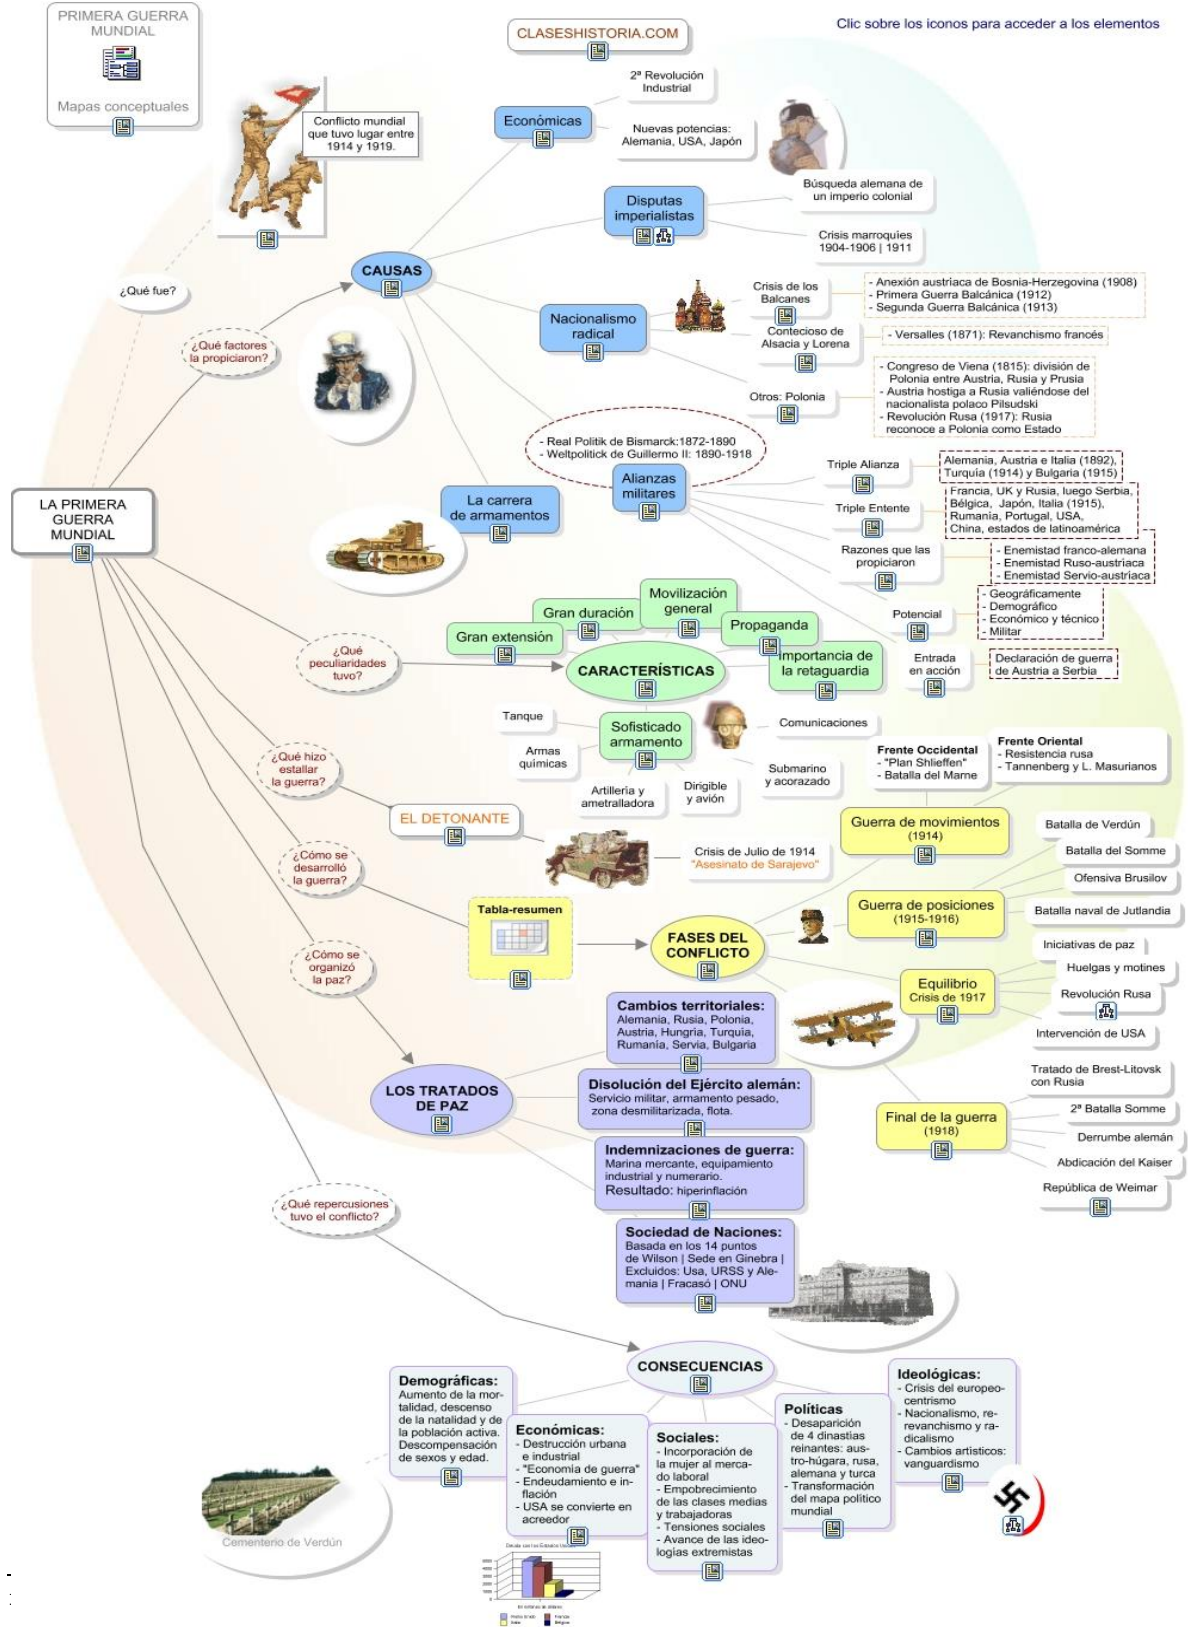 PRIMERA GUERRA
MUNDIAL
Mapas conceptuales
CLASESHISTORIA.COM
Clic sobre los iconos para acceder a los elementos
Conflicto mundial
que tuvo lugar entre
1914 y 1919.
¿Qué fue?
LA PRIMERA
GUERRA
MUNDIAL
¿Qué factores
la propiciaron?
CAUSAS
Económicas
2ª Revolución
Industrial
Nuevas potencias:
Alemania, USA, Japón
Disputas
imperialistas
Búsqueda alemana de
un imperio colonial
Crisis marroquíes
1904-1906 | 1911
Nacionalismo
radical
Crisis de los
Balcanes
- Anexión austríaca de Bosnia-Herzegovina (1908)
- Primera Guerra Balcánica (1912)
- Segunda Guerra Balcánica (1913)
Contecioso de
Alsacia y Lorena
- Versalles (1871): Revanchismo francés
Otros: Polonia
- Congreso de Viena (1815): división de
Polonia entre Austria, Rusia y Prusia
- Austria hostiga a Rusia valiéndose del
nacionalista polaco Pilsudski
- Revolución Rusa (1917): Rusia
reconoce a Polonia como Estado
- Real Politik de Bismarck:1872-1890
- Weltpolitick de Guillermo II: 1890-1918
Alianzas
militares
Triple Alianza
Alemania, Austria e Italia (1892),
Turquía (1914) y Bulgaria (1915)
Triple Entente
Francia, UK y Rusia, luego Serbia,
Bélgica, Japón, Italia (1915),
Rumanía, Portugal, USA,
China, estados de latinoamérica
Razones que las
propiciaron
- Enemistad franco-alemana
- Enemistad Ruso-austríaca
- Enemistad Servio-austríaca
Potencial
- Geográficamente
- Demográfico
- Económico y técnico
- Militar
Entrada
en acción
Declaración de guerra
de Austria a Serbia
La carrera
de armamentos
¿Qué
peculiaridades
tuvo?
CARACTERÍSTICAS
Gran extensión
Gran duración
Movilización
general
Propaganda
Importancia de
la retaguardia
Sofisticado
armamento
Tanque
Armas
químicas
Artillería y
ametralladora
Dirigible
y avión
Submarino
y acorazado
Comunicaciones
¿Qué hizo
estallar
la guerra?
EL DETONANTE
Crisis de Julio de 1914
"Asesinato de Sarajevo"
¿Cómo se
desarrolló
la guerra?
Tabla-resumen
FASES DEL
CONFLICTO
Guerra de movimientos
(1914)
Frente Occidental
- "Plan Shlieffen"
- Batalla del Marne
Frente Oriental
- Resistencia rusa
- Tannenberg y L. Masurianos
Guerra de posiciones
(1915-1916)
Batalla de Verdún
Batalla del Somme
Ofensiva Brusilov
Batalla naval de Jutlandia
Equilibrio
Crisis de 1917
Iniciativas de paz
Huelgas y motines
Revolución Rusa
Intervención de USA
Final de la guerra
(1918)
Tratado de Brest-Litovsk
con Rusia
2ª Batalla Somme
Derrumbe alemán
Abdicación del Kaiser
República de Weimar
¿Cómo se
organizó
la paz?
LOS TRATADOS
DE PAZ
Cambios territoriales:
Alemania, Rusia, Polonia,
Austria, Hungría, Turquía,
Rumanía, Servia, Bulgaria
Disolución del Ejército alemán:
Servicio militar, armamento pesado,
zona desmilitarizada, flota.
Indemnizaciones de guerra:
Marina mercante, equipamiento
industrial y numerario.
Resultado: hiperinflación
Sociedad de Naciones:
Basada en los 14 puntos
de Wilson | Sede en Ginebra |
Excluidos: Usa, URSS y Ale-
mania | Fracasó | ONU
¿Qué repercusiones
tuvo el conflicto?
CONSECUENCIAS
Demográficas:
Aumento de la mor-
talidad, descenso
de la natalidad y de
la población activa.
Descompensación
de sexos y edad.
Cementerio de Verdún
Económicas:
- Destrucción urbana
e industrial
- "Economía de guerra"
- Endeudamiento e in-
flación
- USA se convierte en
acreedor
Sociales:
- Incorporación de
la mujer al merca-
do laboral
- Empobrecimiento
de las clases medias
y trabajadoras
- Tensiones sociales
- Avance de las ideo-
logías extremistas
Políticas
- Desaparición
de 4 dinastías
reinantes: aus-
tro-húgara, rusa,
alemana y turca
- Transformación
del mapa político
mundial
Ideológicas:
- Crisis del europeo-
centrismo
- Nacionalismo, re-
revanchismo y ra-
dicalismo
- Cambios artísticos:
vanguardismo